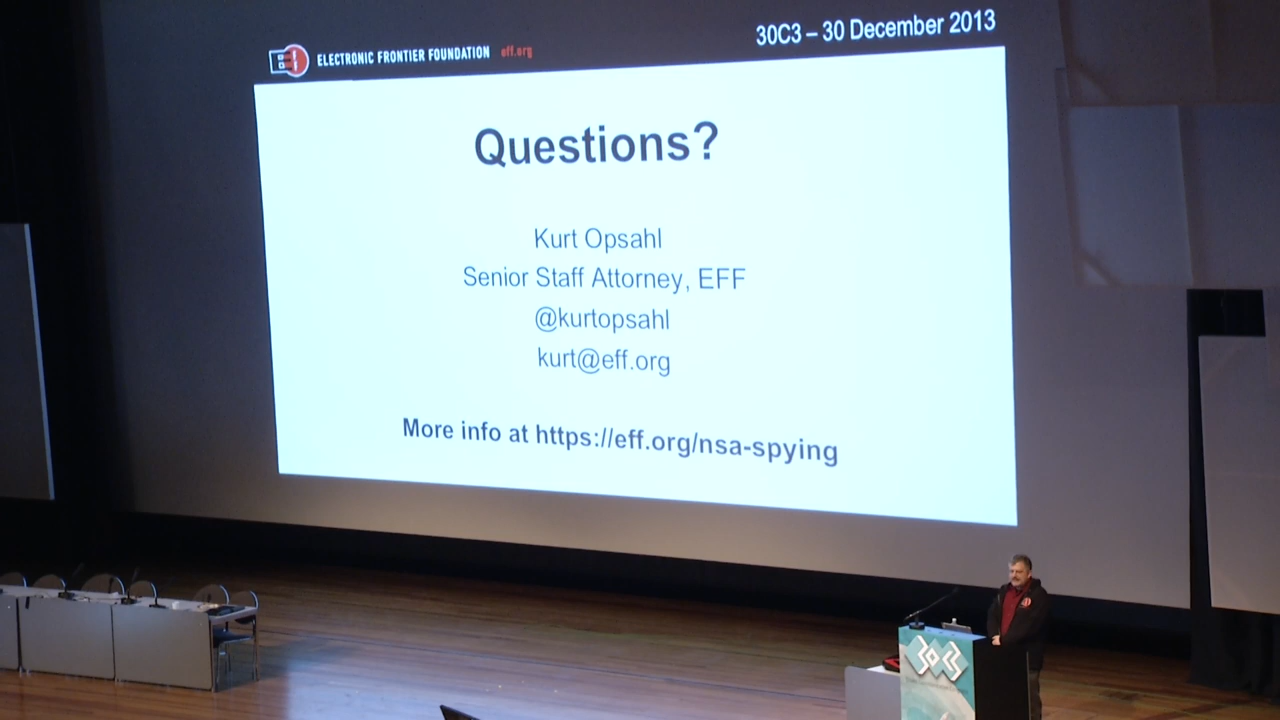 ELECTRONIC FRONTIER FOUNDATION eff.org
30C3 – 30 December 2013
Questions?
Kurt Opsahl
Senior Staff Attorney, EFF
@kurtopsahl
kurt@eff.org
More info at https://eff.org/nsa-spying
30C3